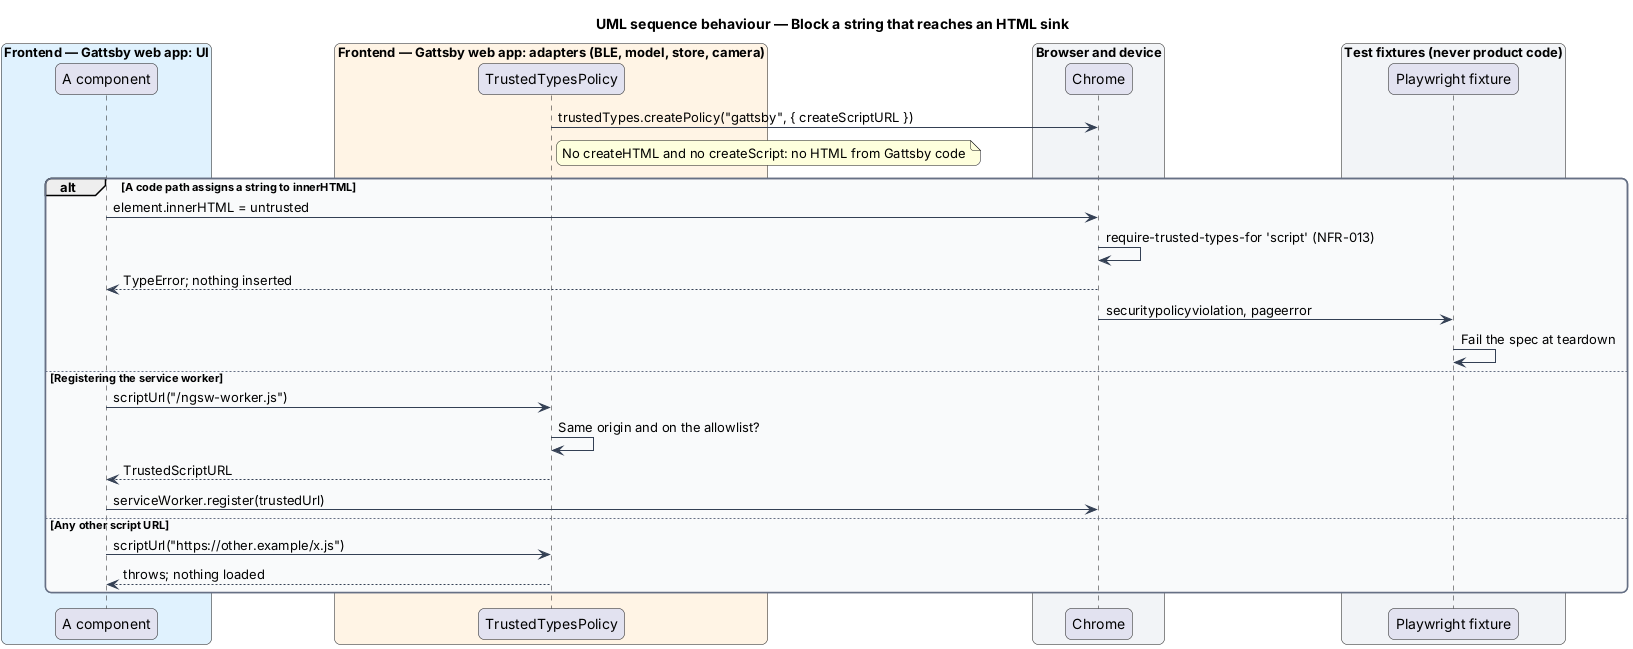 UML sequence behaviour — Block a string that reaches an HTML sink
Frontend — Gattsby web app: UI
Frontend — Gattsby web app: adapters (BLE, model, store, camera)
Browser and device
Test fixtures (never product code)
A component
TrustedTypesPolicy
Chrome
Playwright fixture
trustedTypes.createPolicy("gattsby", { createScriptURL })
No createHTML and no createScript: no HTML from Gattsby code
alt
[A code path assigns a string to innerHTML]
element.innerHTML = untrusted
require-trusted-types-for 'script' (NFR-013)
TypeError; nothing inserted
securitypolicyviolation, pageerror
Fail the spec at teardown
[Registering the service worker]
scriptUrl("/ngsw-worker.js")
Same origin and on the allowlist?
TrustedScriptURL
serviceWorker.register(trustedUrl)
[Any other script URL]
scriptUrl("https://other.example/x.js")
throws; nothing loaded
A component
TrustedTypesPolicy
Chrome
Playwright fixture